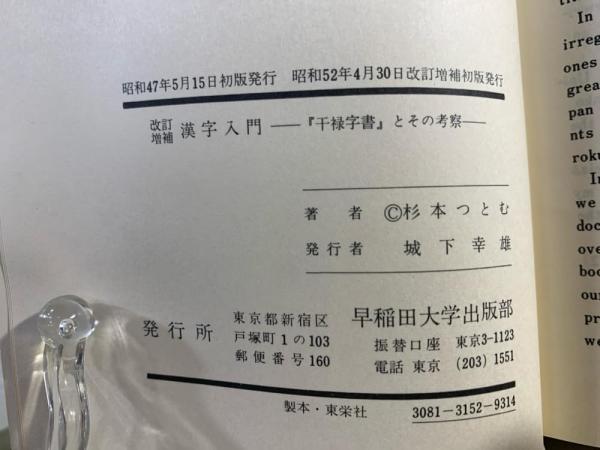 昭和47年5月15日初版発行 昭和52年4月30日改訂増補初版発行
改訂増補 漢字入門 ──『干禄字書』とその考察──
著者 ©杉本つとむ
発行者 城下幸雄
発行所 東京都新宿区戸塚町1の103 郵便番号160
早稲田大学出版部
振替口座 東京3-1123
電話 東京 (203) 1551
製本・東栄社 3081-3152-9314
In
irreg
ones
grea
pan
nts
roku
In
we
doc
ove
boo
our
pr
we